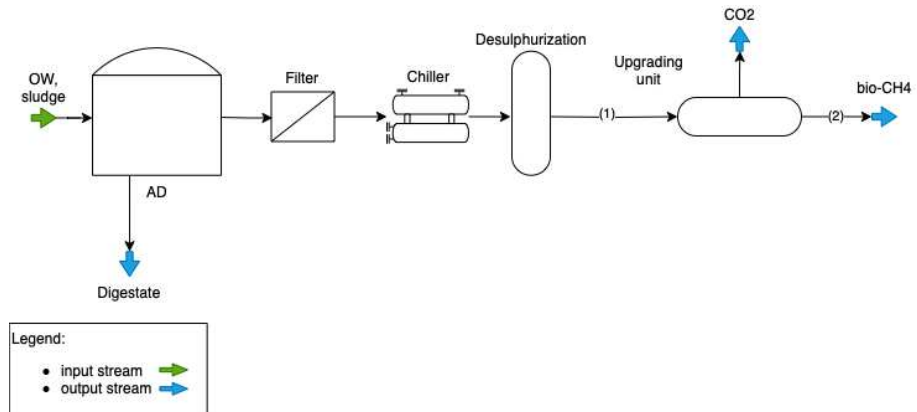 CO2
Desulphurization
OW,
sludge
Filter
Chiller
Upgrading
unit
bio-CH4
(1)
(2)
AD
Digestate
Legend:
• input stream
• output stream